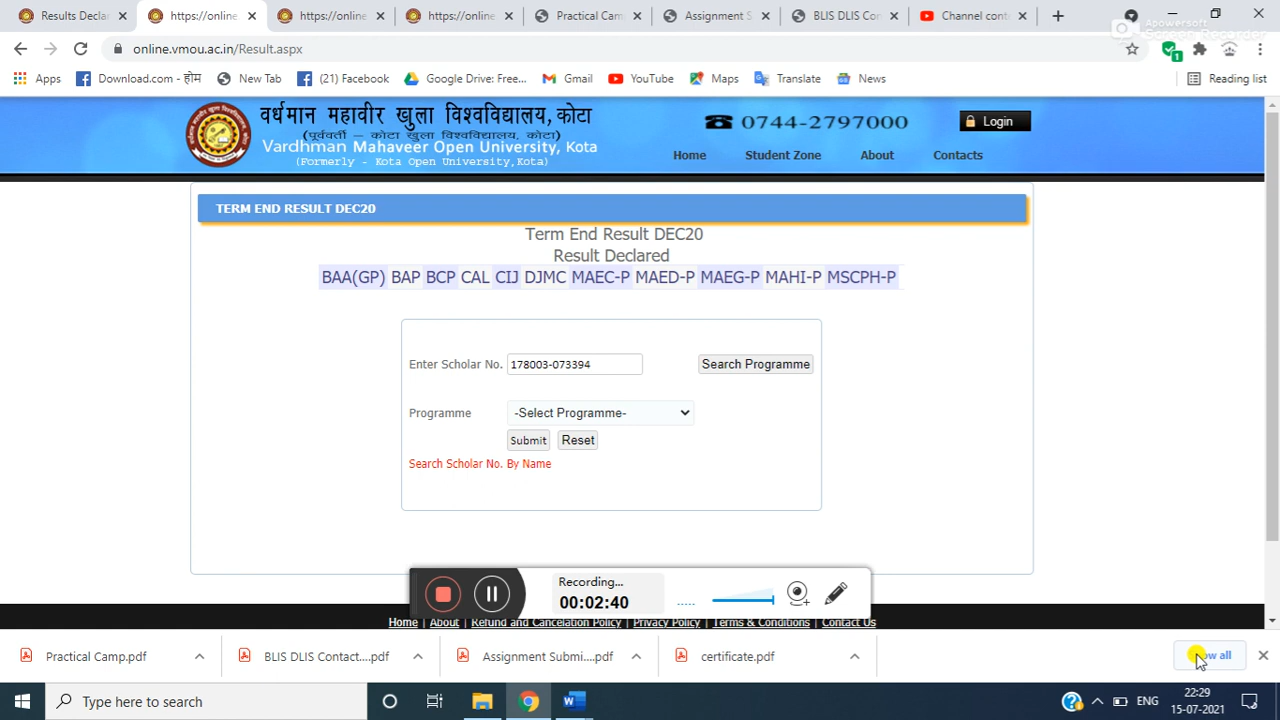 Results Decla
https://online
https://online
https://online
Practical Ca
Assignment S
BLIS DLIS Co
Channel cont
Apowersoft
Screen Recorder
online.vmou.ac.in/Result.aspx
Apps
Download.com - होम
New Tab
(21) Facebook
Google Drive: Free...
Gmail
YouTube
Maps
Translate
News
Reading list
वर्धमान महावीर खुला विश्वविद्यालय,कोटा
(पूर्ववर्ती – कोटा खुला विश्वविद्यालय, कोटा)
Vardhman Mahaveer Open University, Kota
(Formerly - Kota Open University,Kota)
0744-2797000
Login
Home Student Zone About Contacts
TERM END RESULT DEC20
Term End Result DEC20
Result Declared
BAA(GP) BAP BCP CAL CIJ DJMC MAEC-P MAED-P MAEG-P MAHI-P MSCPH-P
Enter Scholar No. 178003-073394 Search Programme
Programme -Select Programme-
Submit Reset
Search Scholar No. By Name
Recording...
00:02:40
Home | About | Refund and Cancelation Policy | Privacy Policy | Terms & Conditions | Contact Us
Practical Camp.pdf
BLIS DLIS Contact....pdf
Assignment Submi....pdf
certificate.pdf
all
Type here to search
ENG
22:29
15-07-2021